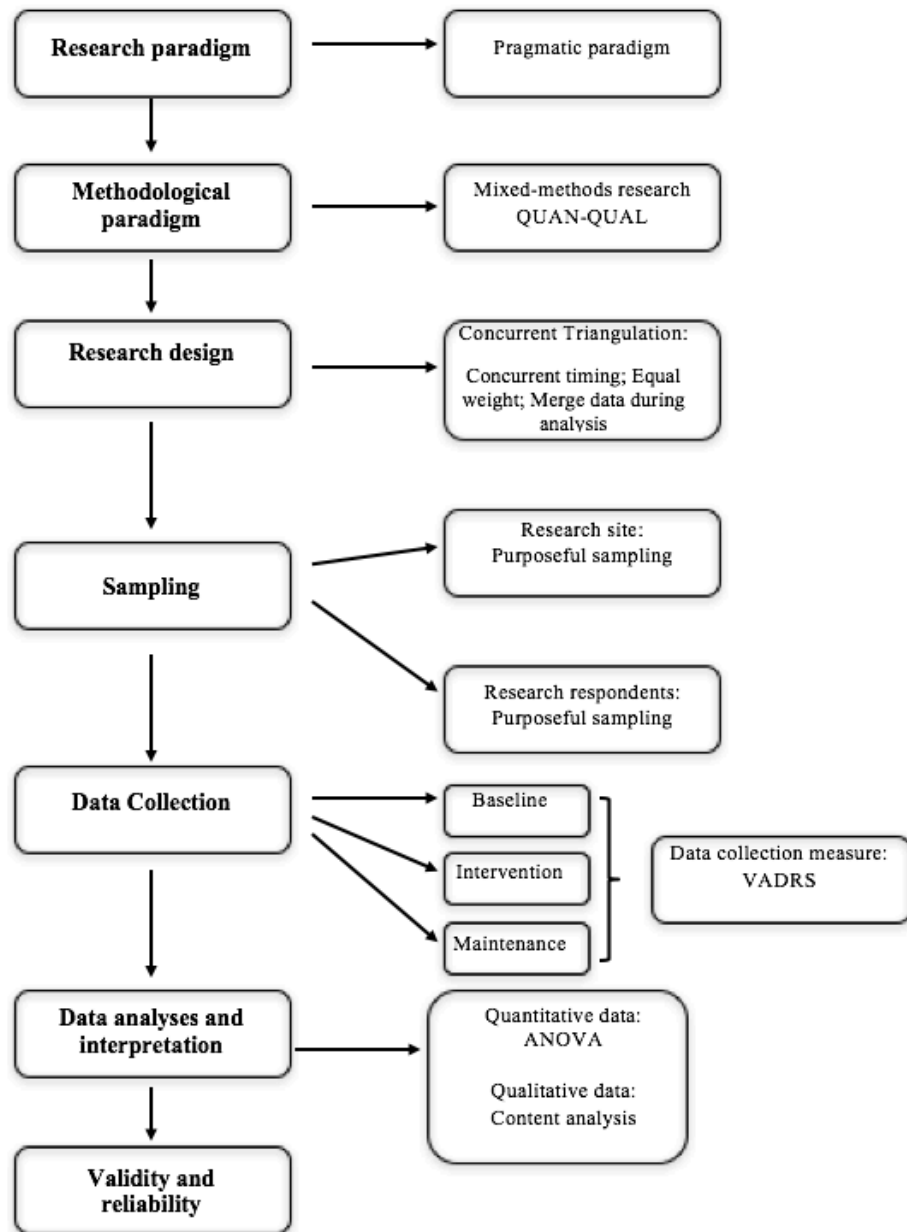 Research paradigm
Pragmatic paradigm
Methodological
paradigm
Mixed-methods research
QUAN-QUAL
Research design
Concurrent Triangulation:
Concurrent timing; Equal
weight; Merge data during
analysis
Sampling
Research site:
Purposeful sampling
Research respondents:
Purposeful sampling
Data Collection
Baseline
Intervention
Maintenance
Data collection measure:
VADRS
Data analyses and
interpretation
Quantitative data:
ANOVA
Qualitative data:
Content analysis
Validity and
reliability